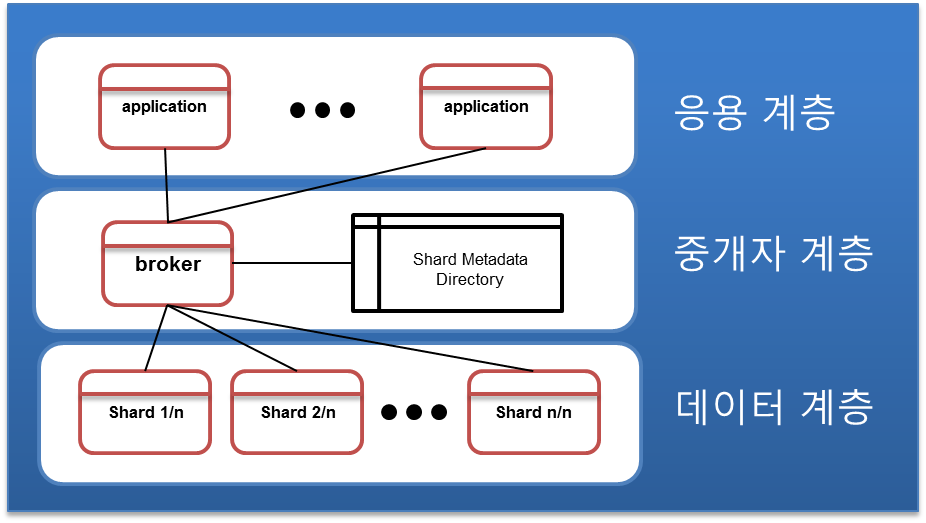 application
application
응용 계층
broker
Shard Metadata
Directory
중개자 계층
Shard 1/n
Shard 2/n
Shard n/n
데이터 계층